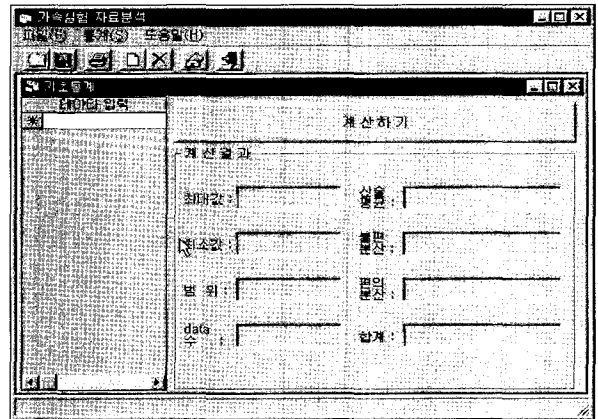 가속실험 자료분석
파일(F) 통계(S) 도움말(H)
기초통계
데이타 입력
계산하기
계산결과
최대값 :
산술평균 :
최소값 :
불편분산 :
범 위 :
편의분산 :
data 수 :
합계 :